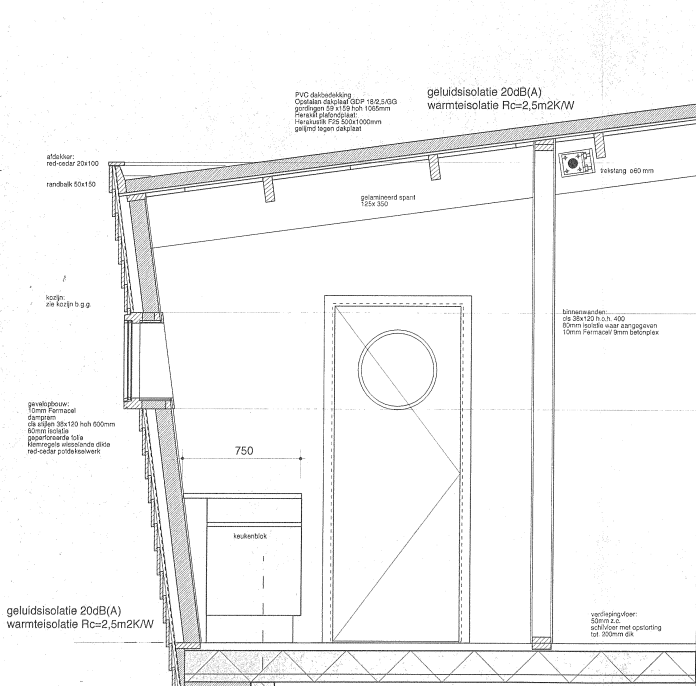 PVC dakbedekking
Opstalan dakplaat GDP 18/2,5/GG
gordingen 59 x159 hoh 1065mm
Heraklit plafondplaat:
Herakustik F25 500x1000mm
gelijmd tegen dakplaat
geluidsisolatie 20dB(A)
warmteisolatie Rc=2,5m2K/W
afdekker:
red-cedar 20x100
randbalk 50x150
trekstang o60 mm
gelamineerd spant
125x 350
kozijn:
zie kozijn b.g.g.
binnenwanden:
cls 38x120 h.o.h. 400
80mm isolatie waar aangegeven
10mm Fermacel/ 9mm betonplex
gevelopbouw:
10mm Fermacel
damprem
cls stijlen 38x120 hoh 600mm
60mm isolatie
geperforeerde folie
klemregels wisselende dikte
red-cedar potdekselwerk
750
keukenblok
geluidsisolatie 20dB(A)
warmteisolatie Rc=2,5m2K/W
verdiepingvloer:
50mm z.c.
schilvloer met opstorting
tot. 200mm dik